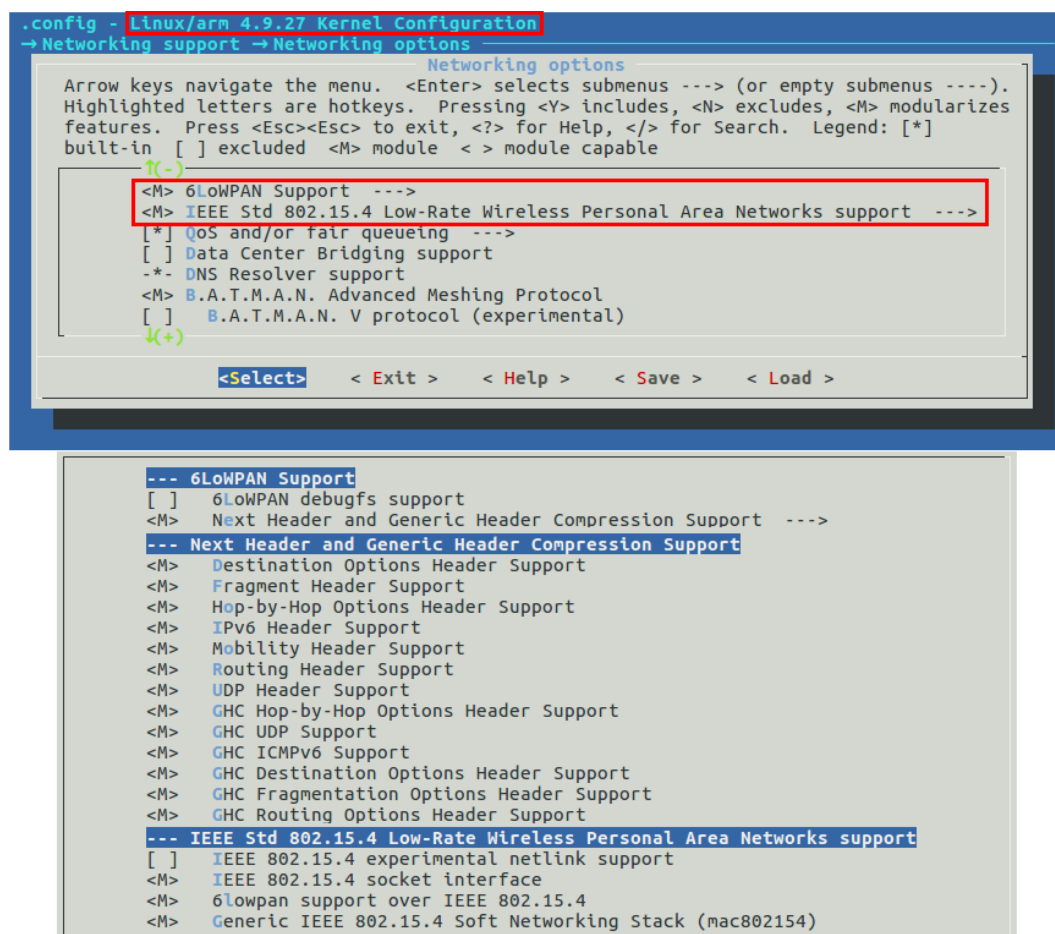 .config - Linux/arm 4.9.27 Kernel Configuration
→ Networking support → Networking options
Networking options
Arrow keys navigate the menu. <Enter> selects submenus ---> (or empty submenus ----).
Highlighted letters are hotkeys. Pressing <Y> includes, <N> excludes, <M> modularizes
features. Press <Esc><Esc> to exit, <?> for Help, </> for Search. Legend: [*]
built-in [ ] excluded <M> module < > module capable
↑(-)
<M> 6LoWPAN Support --->
<M> IEEE Std 802.15.4 Low-Rate Wireless Personal Area Networks support --->
[*] QoS and/or fair queueing --->
[ ] Data Center Bridging support
-*- DNS Resolver support
<M> B.A.T.M.A.N. Advanced Meshing Protocol
[ ] B.A.T.M.A.N. V protocol (experimental)
↓(+)
<Select> < Exit > < Help > < Save > < Load >
--- 6LoWPAN Support
[ ] 6LoWPAN debugfs support
<M> Next Header and Generic Header Compression Support --->
--- Next Header and Generic Header Compression Support
<M> Destination Options Header Support
<M> Fragment Header Support
<M> Hop-by-Hop Options Header Support
<M> IPv6 Header Support
<M> Mobility Header Support
<M> Routing Header Support
<M> UDP Header Support
<M> GHC Hop-by-Hop Options Header Support
<M> GHC UDP Support
<M> GHC ICMPv6 Support
<M> GHC Destination Options Header Support
<M> GHC Fragmentation Options Header Support
<M> GHC Routing Options Header Support
--- IEEE Std 802.15.4 Low-Rate Wireless Personal Area Networks support
[ ] IEEE 802.15.4 experimental netlink support
<M> IEEE 802.15.4 socket interface
<M> 6lowpan support over IEEE 802.15.4
<M> Generic IEEE 802.15.4 Soft Networking Stack (mac802154)